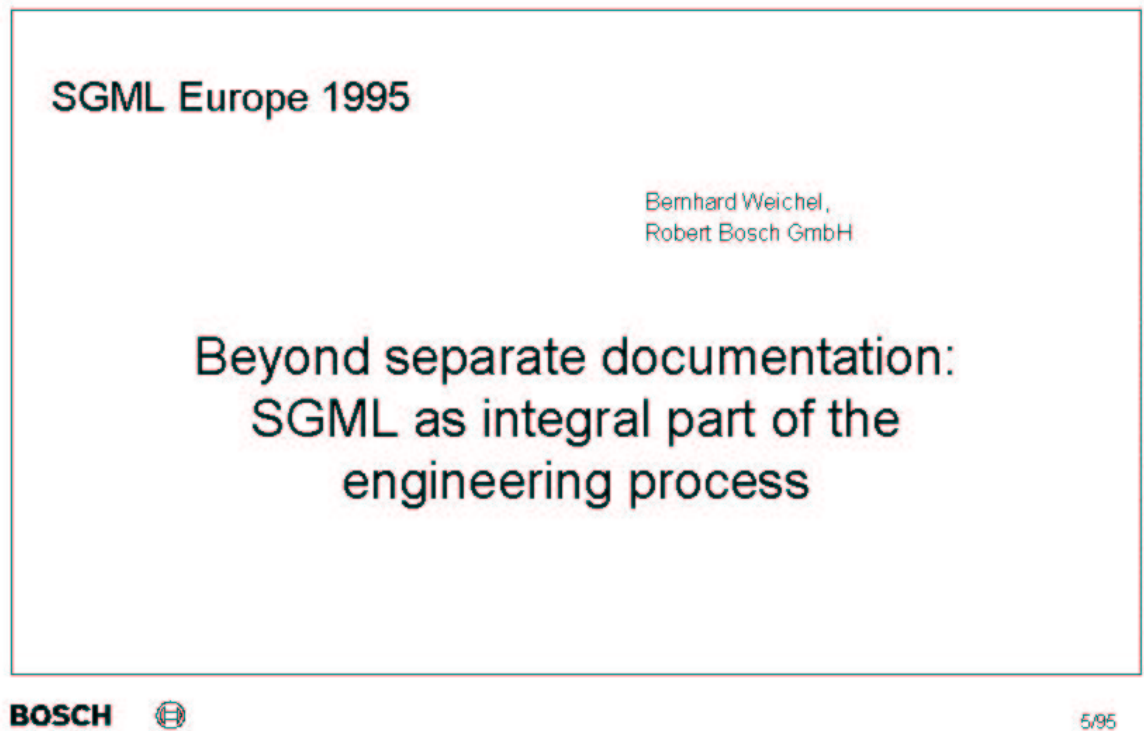 SGML Europe 1995
Bernhard Weichel,
Robert Bosch GmbH
Beyond separate documentation:
SGML as integral part of the
engineering process
BOSCH
5/95